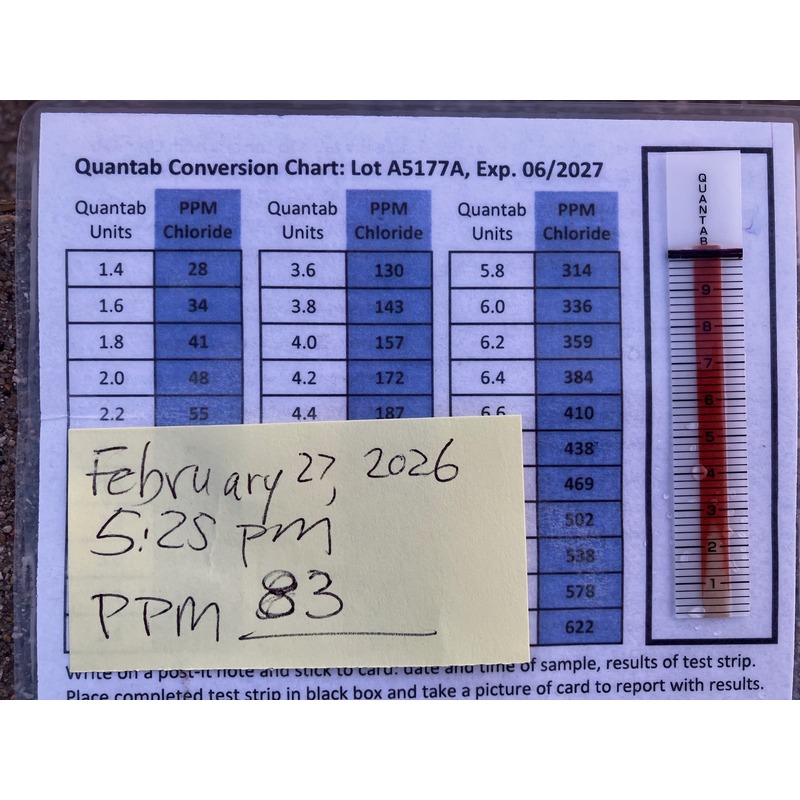 Quantab Conversion Chart: Lot A5177A, Exp. 06/2027
Quantab Units PPM Chloride Quantab Units PPM Chloride Quantab Units PPM Chloride
1.4 28 3.6 130 5.8 314
1.6 34 3.8 143 6.0 336
1.8 41 4.0 157 6.2 359
2.0 48 4.2 172 6.4 384
2.2 55 4.4 187 6.6 410
438
469
502
538
578
622
February 27, 2026
5:25 pm
PPM 83
Write on a post-it note and stick to card: date and time of sample, results of test strip.
Place completed test strip in black box and take a picture of card to report with results.
QUANTAB
9
8
7
6
5
4
3
2
1